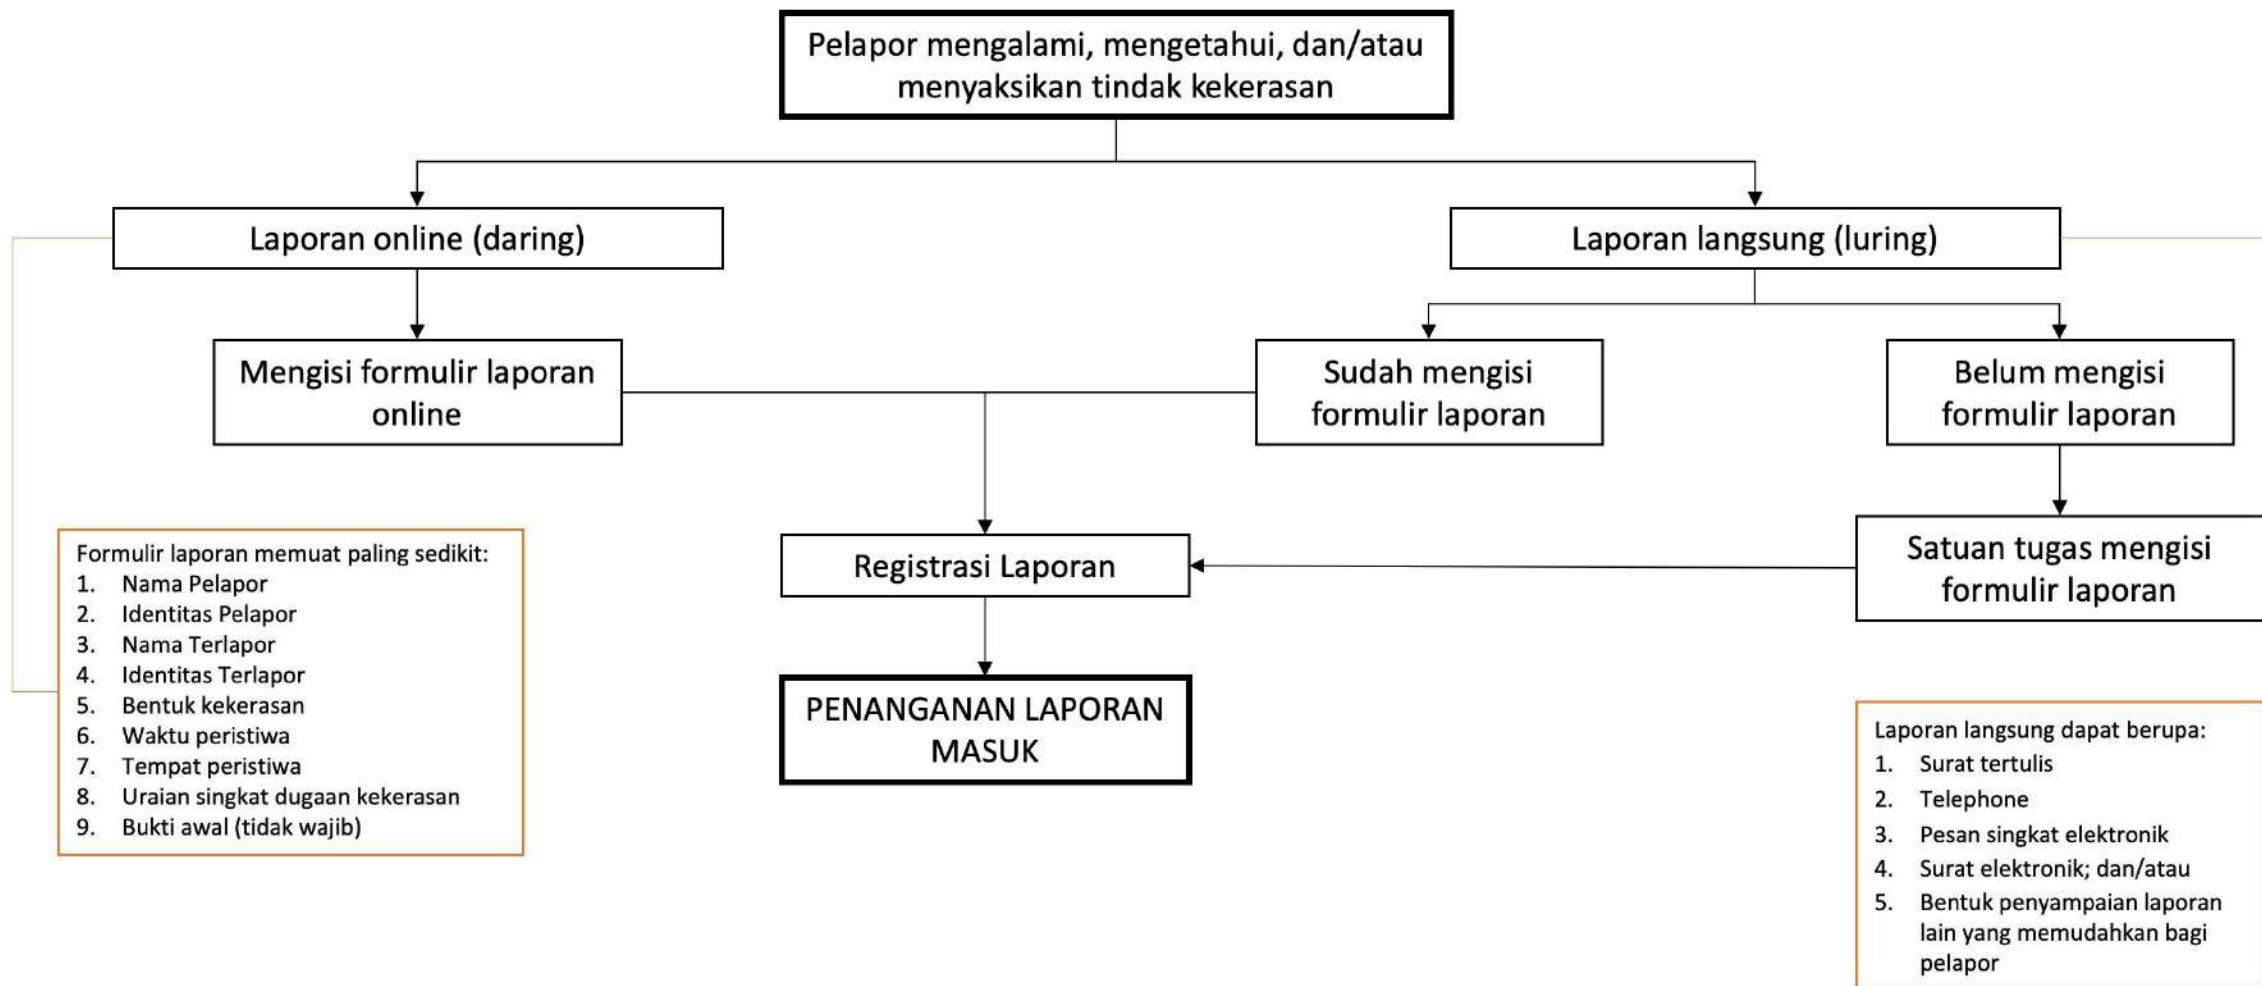 Pelapor mengalami, mengetahui, dan/atau
menyaksikan tindak kekerasan
Laporan online (daring)
Laporan langsung (luring)
Mengisi formulir laporan
online
Sudah mengisi
formulir laporan
Belum mengisi
formulir laporan
Registrasi Laporan
Satuan tugas mengisi
formulir laporan
PENANGANAN LAPORAN
MASUK
Formulir laporan memuat paling sedikit:
1. Nama Pelapor
2. Identitas Pelapor
3. Nama Terlapor
4. Identitas Terlapor
5. Bentuk kekerasan
6. Waktu peristiwa
7. Tempat peristiwa
8. Uraian singkat dugaan kekerasan
9. Bukti awal (tidak wajib)
Laporan langsung dapat berupa:
1. Surat tertulis
2. Telephone
3. Pesan singkat elektronik
4. Surat elektronik; dan/atau
5. Bentuk penyampaian laporan
lain yang memudahkan bagi
pelapor